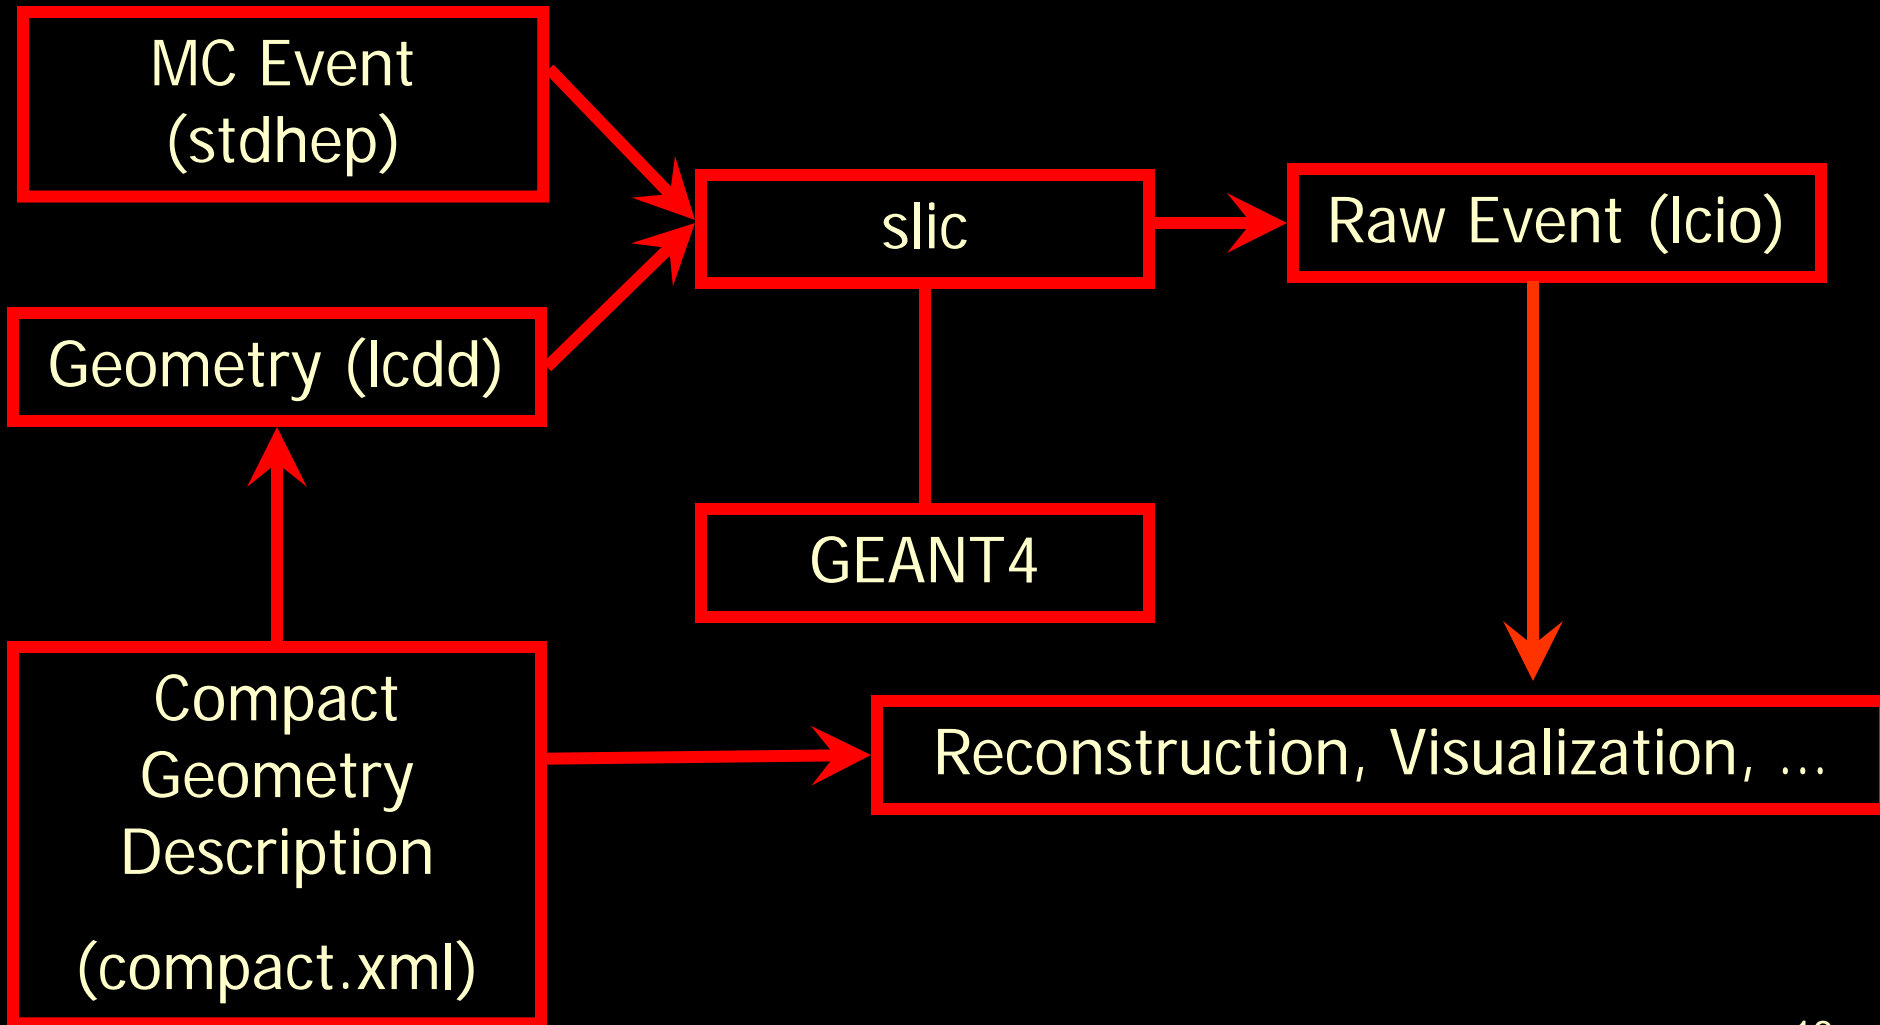 MC Event
(stdhep)
slic
Raw Event (lcio)
Geometry (lcdd)
GEANT4
Compact
Geometry
Description
(compact.xml)
Reconstruction, Visualization, ...